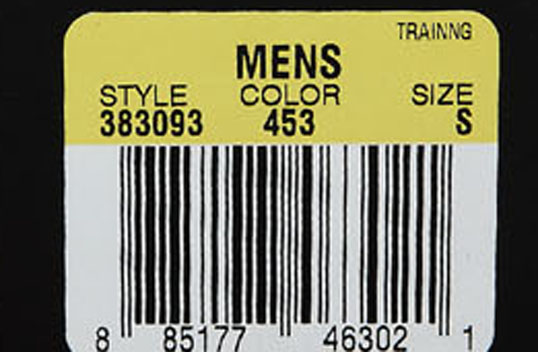 TRAINNG
MENS
STYLE COLOR SIZE
383093 453 S
8 85177 46302 1